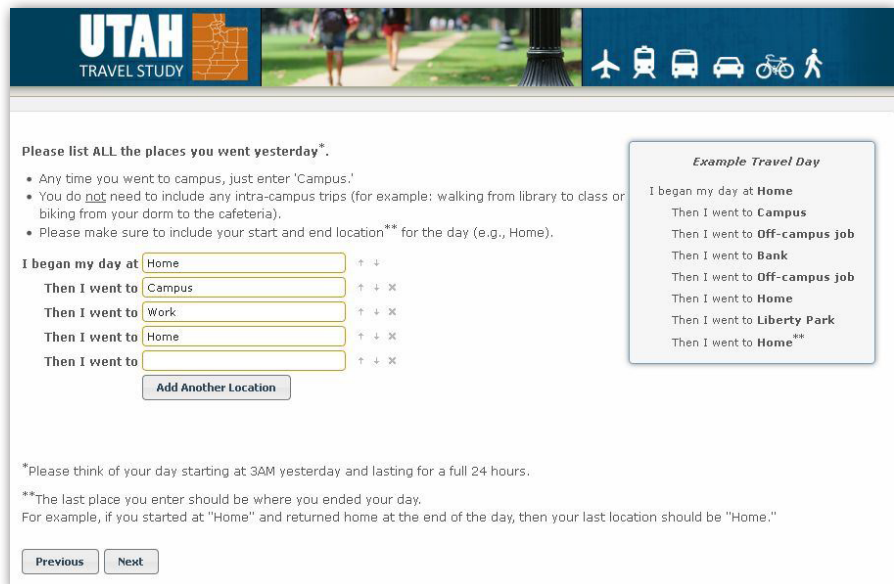 UTAH
TRAVEL STUDY
Please list ALL the places you went yesterday*.
• Any time you went to campus, just enter 'Campus.'
• You do not need to include any intra-campus trips (for example: walking from library to class or
biking from your dorm to the cafeteria).
• Please make sure to include your start and end location** for the day (e.g., Home).
I began my day at Home
Then I went to Campus
Then I went to Work
Then I went to Home
Then I went to
Add Another Location
Example Travel Day
I began my day at Home
Then I went to Campus
Then I went to Off-campus job
Then I went to Bank
Then I went to Off-campus job
Then I went to Home
Then I went to Liberty Park
Then I went to Home**
*Please think of your day starting at 3AM yesterday and lasting for a full 24 hours.
**The last place you enter should be where you ended your day.
For example, if you started at "Home" and returned home at the end of the day, then your last location should be "Home."
Previous Next